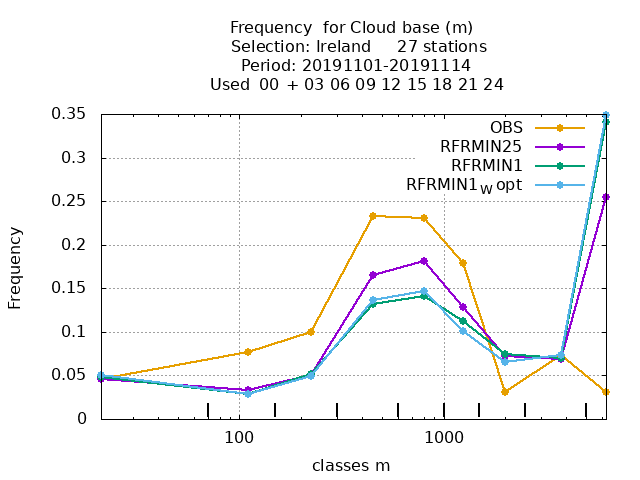 Frequency  for Cloud base (m)
Selection: Ireland     27 stations
Period: 20191101-20191114
Used  00 + 03 06 09 12 15 18 21 24
0.35
0.3
0.25
0.2
0.15
0.1
0.05
0
OBS
RFRMIN25
RFRMIN1
RFRMIN1_W opt
Frequency
100
1000
classes m